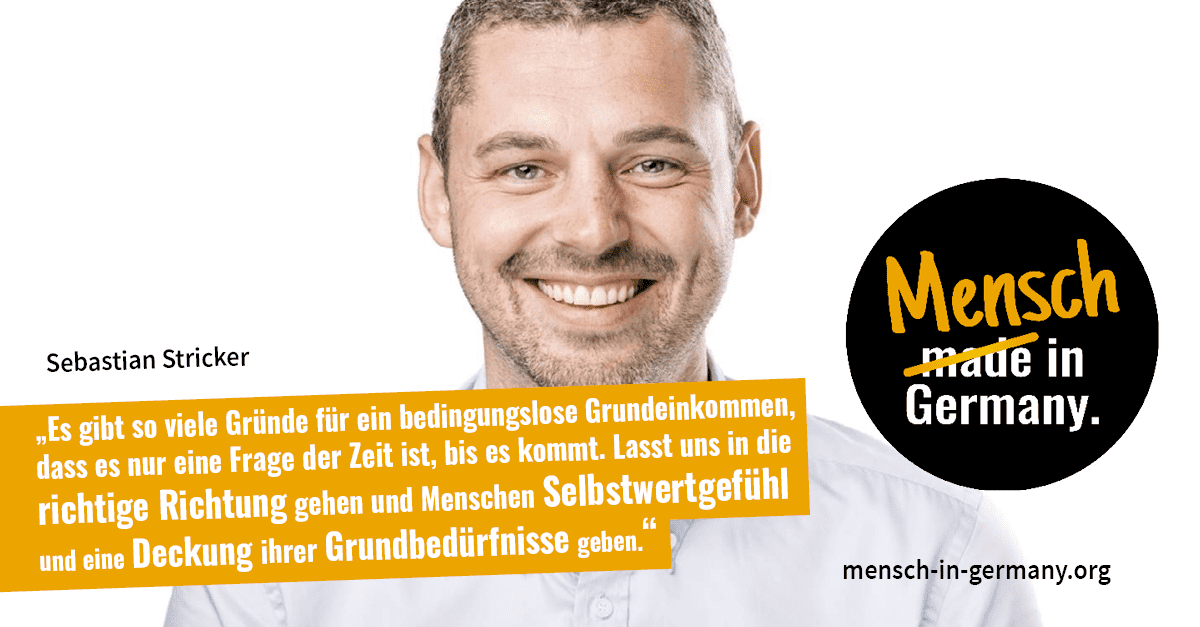 Sebastian Stricker
„Es gibt so viele Gründe für ein bedingungslose Grundeinkommen,
dass es nur eine Frage der Zeit ist, bis es kommt. Lasst uns in die
richtige Richtung gehen und Menschen Selbstwertgefühl
und eine Deckung ihrer Grundbedürfnisse geben.“
Mensch
made in
Germany.
mensch-in-germany.org